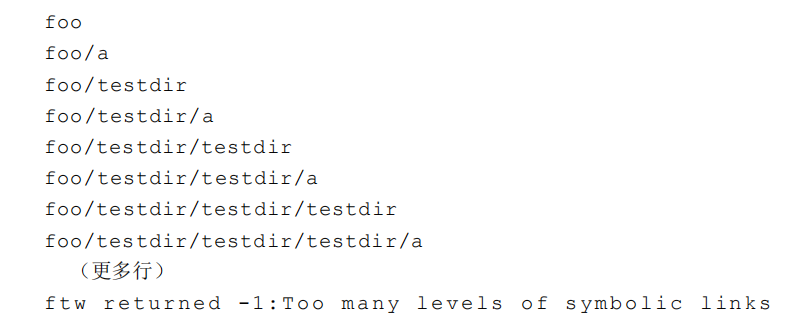 foo
foo/a
foo/testdir
foo/testdir/a
foo/testdir/testdir
foo/testdir/testdir/a
foo/testdir/testdir/testdir
foo/testdir/testdir/testdir/a
（更多行）
ftw returned -1:Too many levels of symbolic links